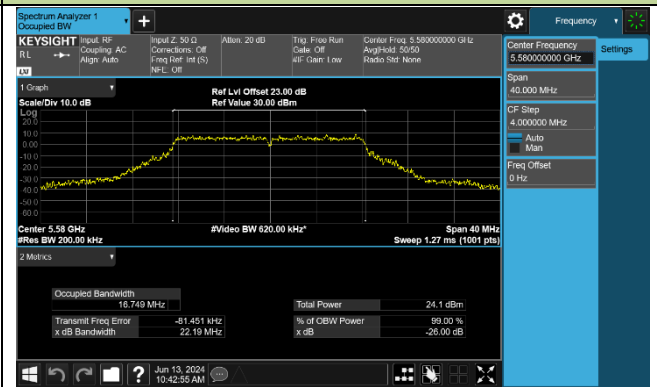 Spectrum Analyzer 1
Occupied BW
+
Frequency
KEYSIGHT
RL
LXI
Input: RF
Coupling: AC
Align: Auto
Input Z: 50 Ω
Corrections: Off
Freq Ref: Int (S)
NFE: Off
Atten: 20 dB
Trig: Free Run
Gate: Off
#IF Gain: Low
Center Freq: 5.580000000 GHz
Avg|Hold: 50/50
Radio Std: None
Center Frequency
5.580000000 GHz
Settings
Span
40.000 MHz
CF Step
4.000000 MHz
Auto
Man
Freq Offset
0 Hz
1 Graph
Scale/Div 10.0 dB
Ref Lvl Offset 23.00 dB
Ref Value 30.00 dBm
Log
20.0
10.0
0.00
-10.0
-20.0
-30.0
-40.0
-50.0
-60.0
Center 5.58 GHz
#Video BW 620.00 kHz*
Span 40 MHz
#Res BW 200.00 kHz
Sweep 1.27 ms (1001 pts)
2 Metrics
Occupied Bandwidth
16.749 MHz
Total Power 24.1 dBm
Transmit Freq Error -81.451 kHz
% of OBW Power 99.00 %
x dB Bandwidth 22.19 MHz
x dB -26.00 dB
?
Jun 13, 2024
10:42:55 AM